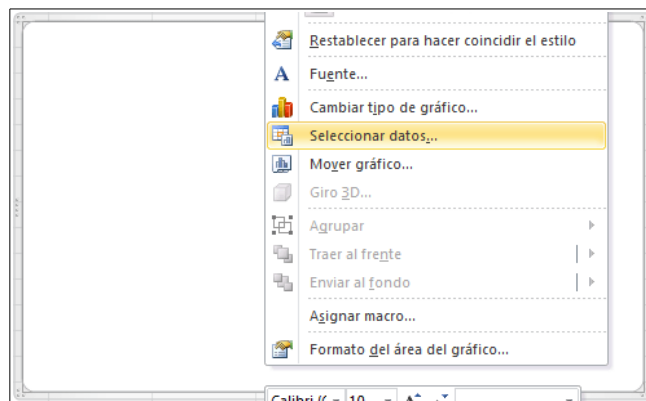 Restablecer para hacer coincidir el estilo
A Fuente...
Cambiar tipo de gráfico...
Seleccionar datos...
Mover gráfico...
Giro 3D...
Agrupar
Traer al frente
Enviar al fondo
Asignar macro...
Formato del área del gráfico...
Calibri (( 10